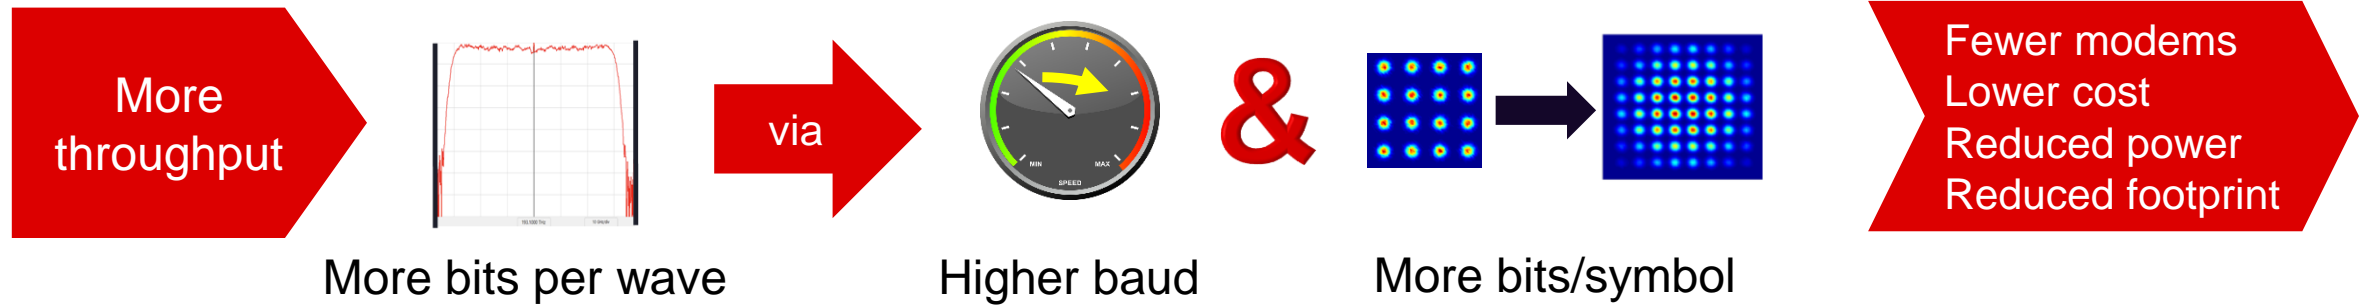 More
throughput
via
MIN
MAX
SPEED
&
Fewer modems
Lower cost
Reduced power
Reduced footprint
More bits per wave
Higher baud
More bits/symbol